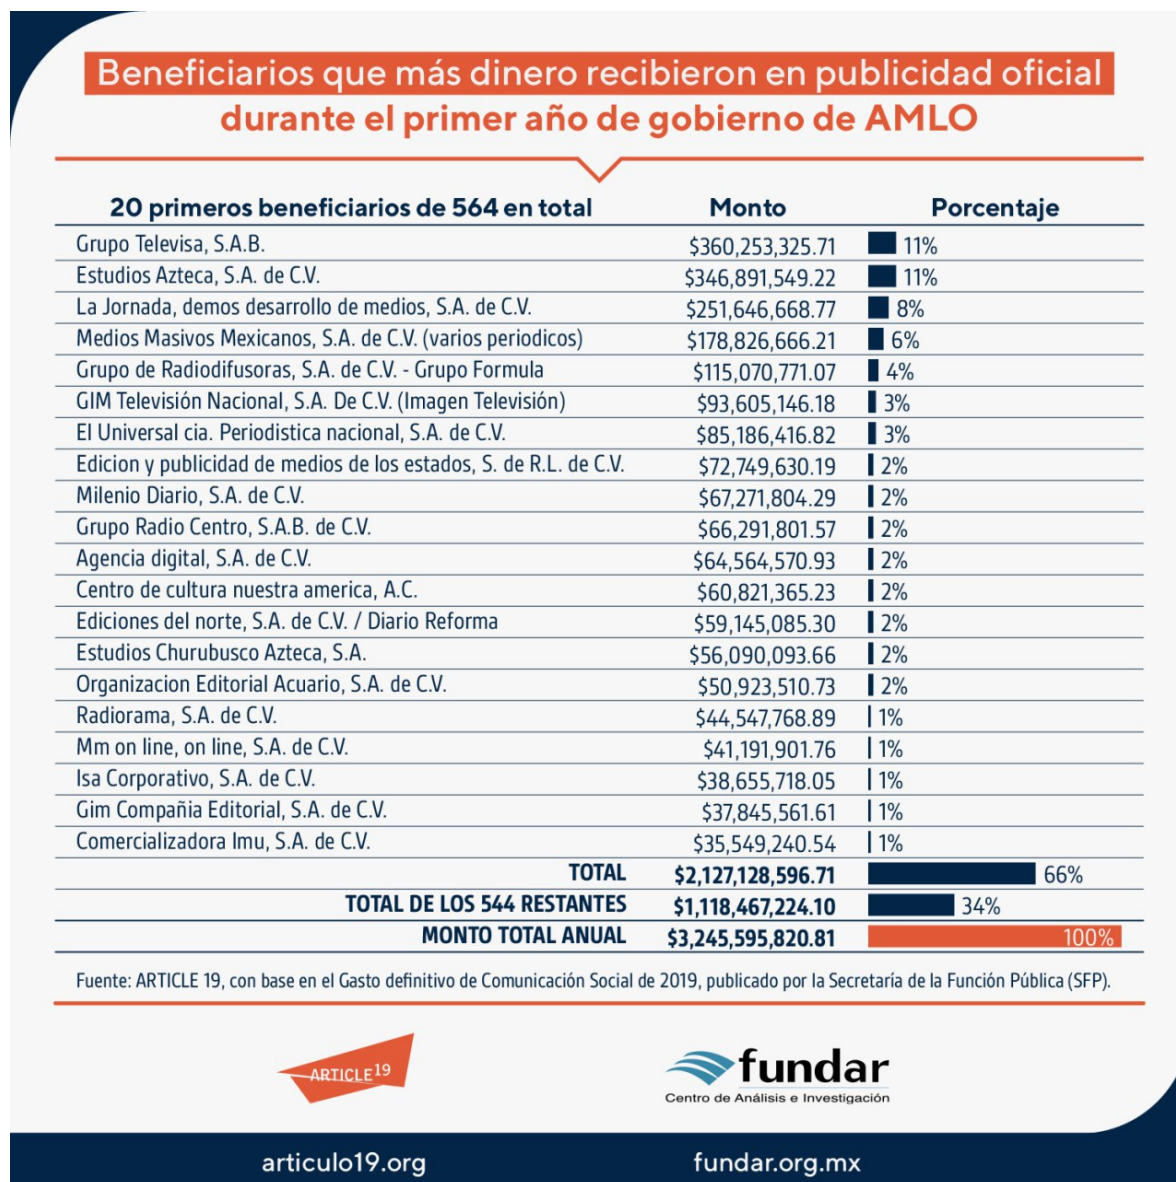 Beneficiarios que más dinero recibieron en publicidad oficial
durante el primer año de gobierno de AMLO
20 primeros beneficiarios de 564 en total Monto Porcentaje
Grupo Televisa, S.A.B. $360,253,325.71 11%
Estudios Azteca, S.A. de C.V. $346,891,549.22 11%
La Jornada, demos desarrollo de medios, S.A. de C.V. $251,646,668.77 8%
Medios Masivos Mexicanos, S.A. de C.V. (varios periodicos) $178,826,666.21 6%
Grupo de Radiodifusoras, S.A. de C.V. - Grupo Formula $115,070,771.07 4%
GIM Televisión Nacional, S.A. De C.V. (Imagen Televisión) $93,605,146.18 3%
El Universal cia. Periodistica nacional, S.A. de C.V. $85,186,416.82 3%
Edicion y publicidad de medios de los estados, S. de R.L. de C.V. $72,749,630.19 2%
Milenio Diario, S.A. de C.V. $67,271,804.29 2%
Grupo Radio Centro, S.A.B. de C.V. $66,291,801.57 2%
Agencia digital, S.A. de C.V. $64,564,570.93 2%
Centro de cultura nuestra america, A.C. $60,821,365.23 2%
Ediciones del norte, S.A. de C.V. / Diario Reforma $59,145,085.30 2%
Estudios Churubusco Azteca, S.A. $56,090,093.66 2%
Organizacion Editorial Acuario, S.A. de C.V. $50,923,510.73 2%
Radiorama, S.A. de C.V. $44,547,768.89 1%
Mm on line, on line, S.A. de C.V. $41,191,901.76 1%
Isa Corporativo, S.A. de C.V. $38,655,718.05 1%
Gim Compañia Editorial, S.A. de C.V. $37,845,561.61 1%
Comercializadora Imu, S.A. de C.V. $35,549,240.54 1%
TOTAL $2,127,128,596.71 66%
TOTAL DE LOS 544 RESTANTES $1,118,467,224.10 34%
MONTO TOTAL ANUAL $3,245,595,820.81 100%
Fuente: ARTICLE 19, con base en el Gasto definitivo de Comunicación Social de 2019, publicado por la Secretaría de la Función Pública (SFP).
ARTICLE 19
fundar
Centro de Análisis e Investigación
articulo19.org fundar.org.mx